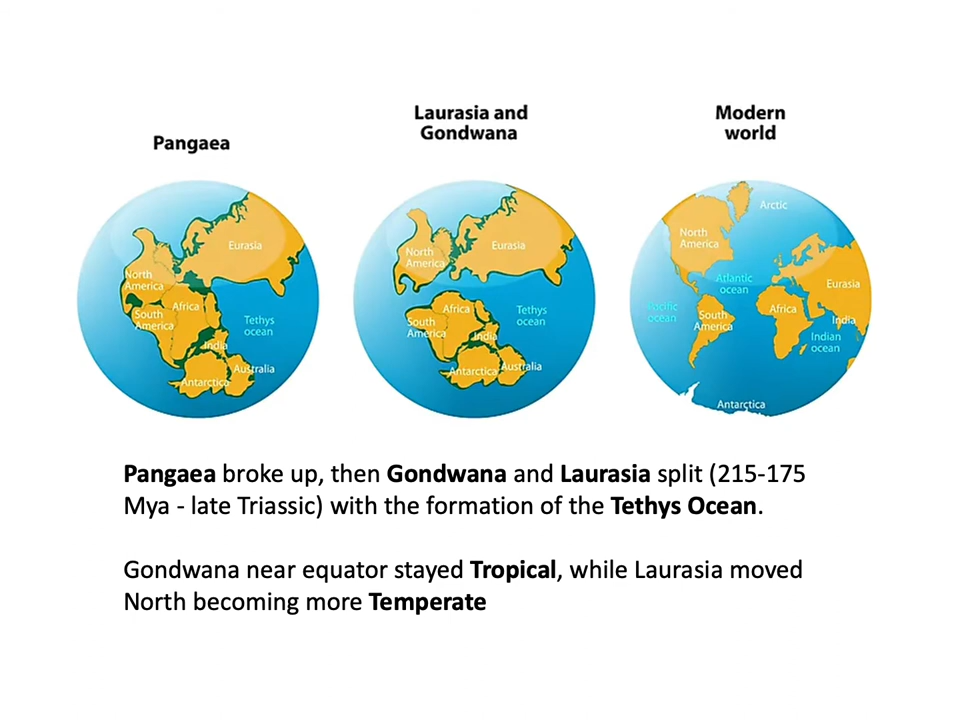 Pangaea
Laurasia and
Gondwana
Modern
world
North
America
Eurasia
South
America
Africa
India
Tethys
ocean
Australia
Antarctica
North
America
Eurasia
South
America
Africa
India
Tethys
ocean
Australia
Antarctica
Arctic
North
America
Atlantic
ocean
Pacific
ocean
South
America
Africa
Eurasia
India
Indian
ocean
Antarctica
Pangaea broke up, then Gondwana and Laurasia split (215-175
Mya - late Triassic) with the formation of the Tethys Ocean.
Gondwana near equator stayed Tropical, while Laurasia moved
North becoming more Temperate